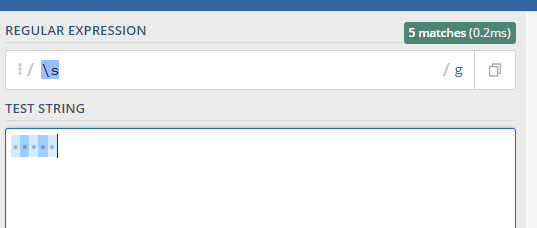 REGULAR EXPRESSION
5 matches (0.2ms)
/ \s / g
TEST STRING
·····